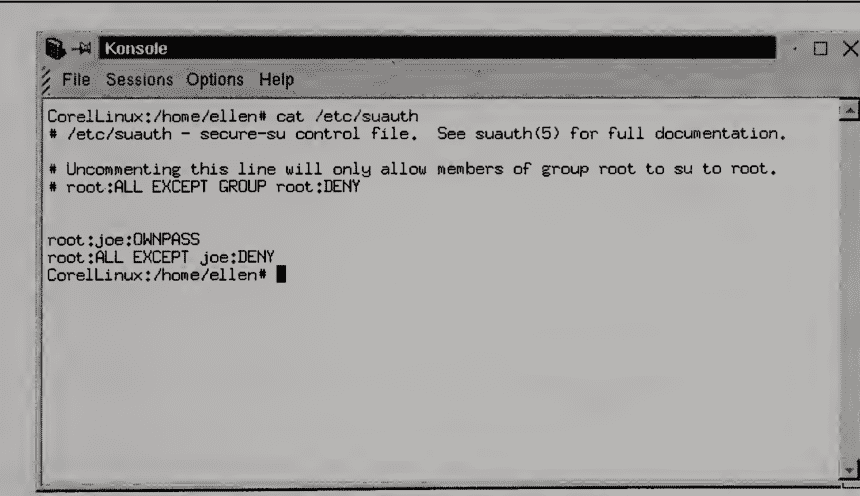 Konsole
File Sessions Options Help
CorelLinux:/home/ellen# cat /etc/suauth
# /etc/suauth - secure-su control file. See suauth(5) for full documentation.
# Uncommenting this line will only allow members of group root to su to root.
# root:ALL EXCEPT GROUP root:DENY
root:joe:OWNPASS
root:ALL EXCEPT joe:DENY
CorelLinux:/home/ellen#